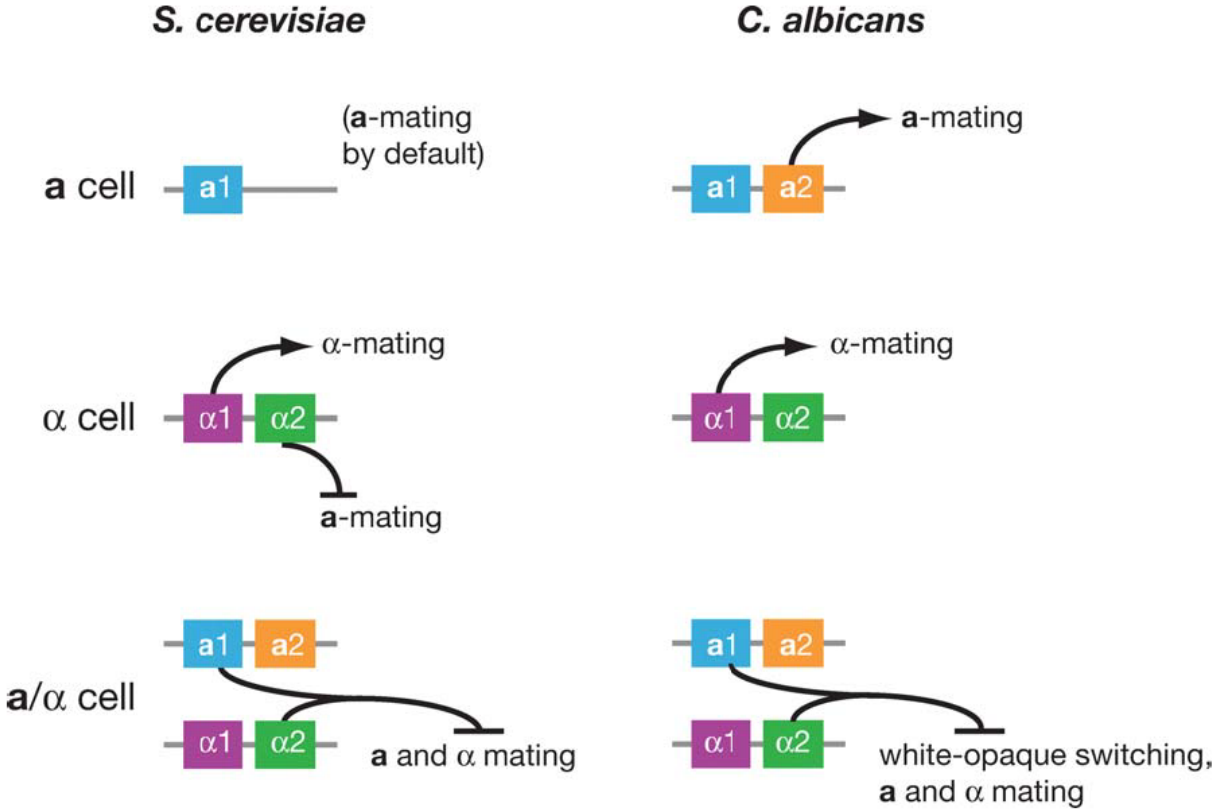 S. cerevisiae
C. albicans
a cell
a1
(a-mating
by default)
a1
a2
a-mating
α cell
α1
α2
α-mating
a-mating
α1
α2
α-mating
a/α cell
a1
a2
α1
α2
a and α mating
a1
a2
α1
α2
white-opaque switching,
a and α mating